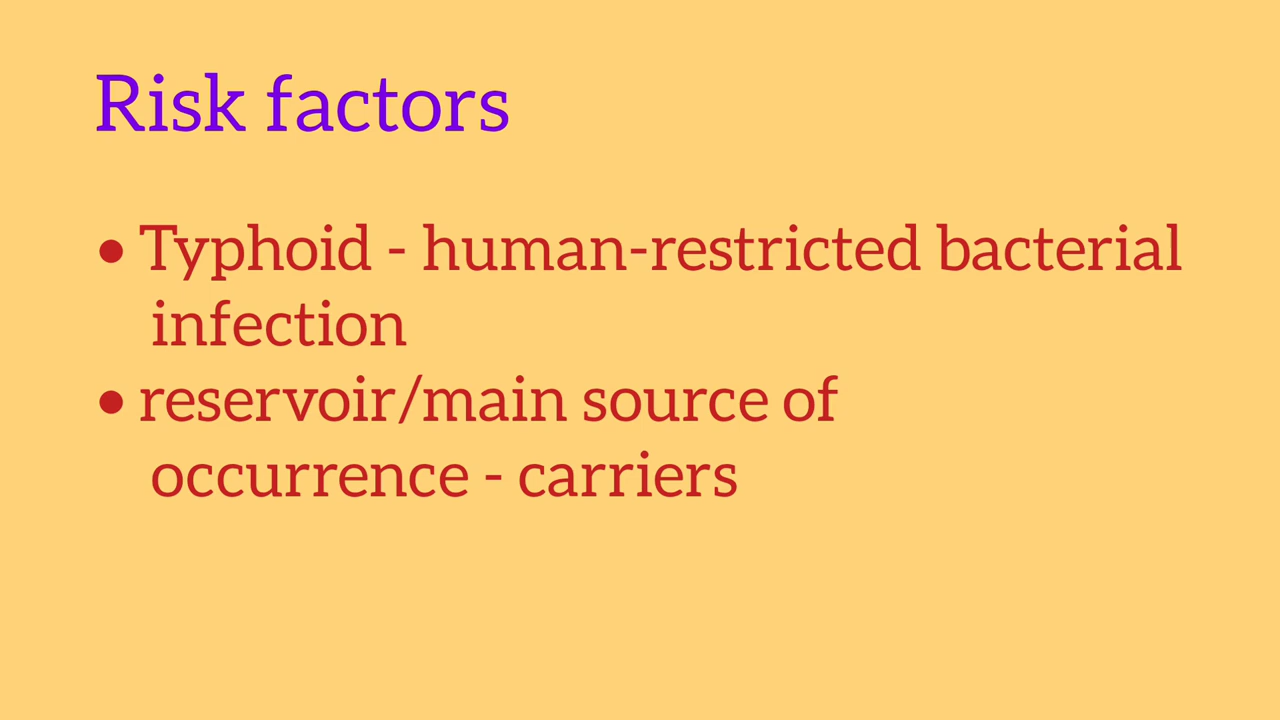 Risk factors
• Typhoid - human-restricted bacterial
infection
• reservoir/main source of
occurrence - carriers